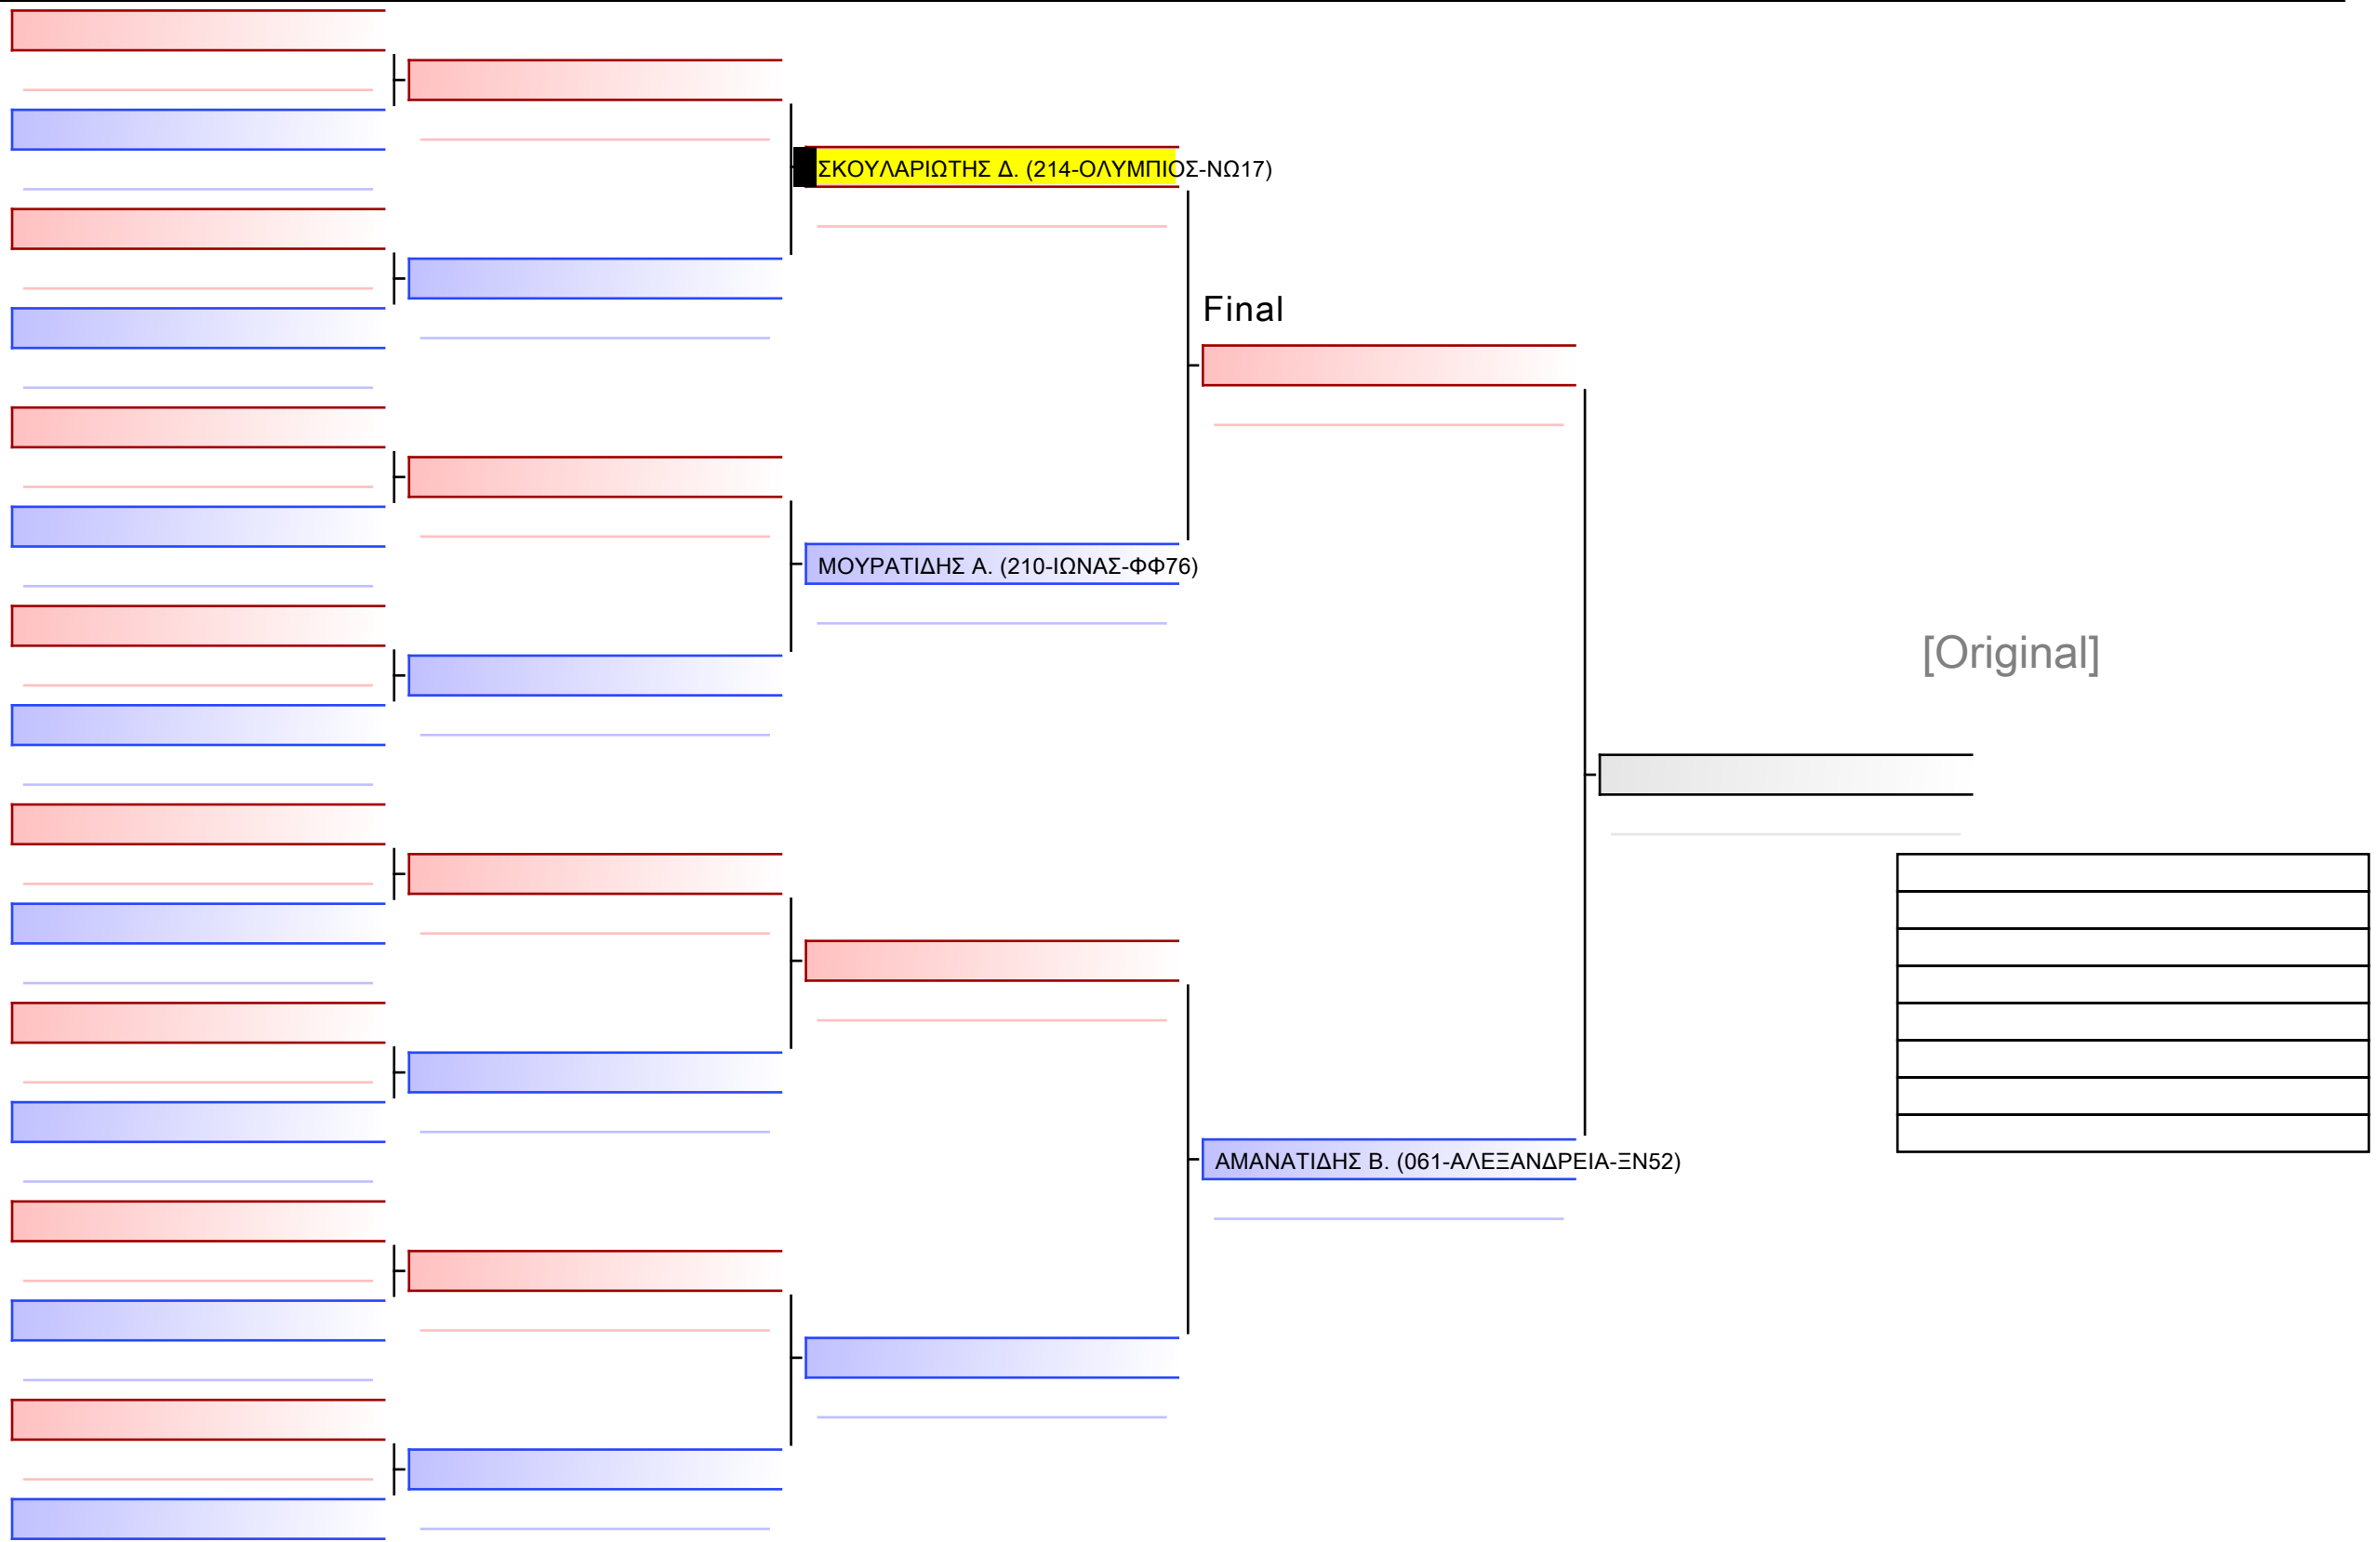 ΣΚΟΥΛΑΡΙΩΤΗΣ Δ. (214-ΟΛΥΜΠΙΟΣ-ΝΩ17)
Final
ΜΟΥΡΑΤΙΔΗΣ Α. (210-ΙΩΝΑΣ-ΦΦ76)
[Original]
ΑΜΑΝΑΤΙΔΗΣ Β. (061-ΑΛΕΞΑΝΔΡΕΙΑ-ΞΝ52)